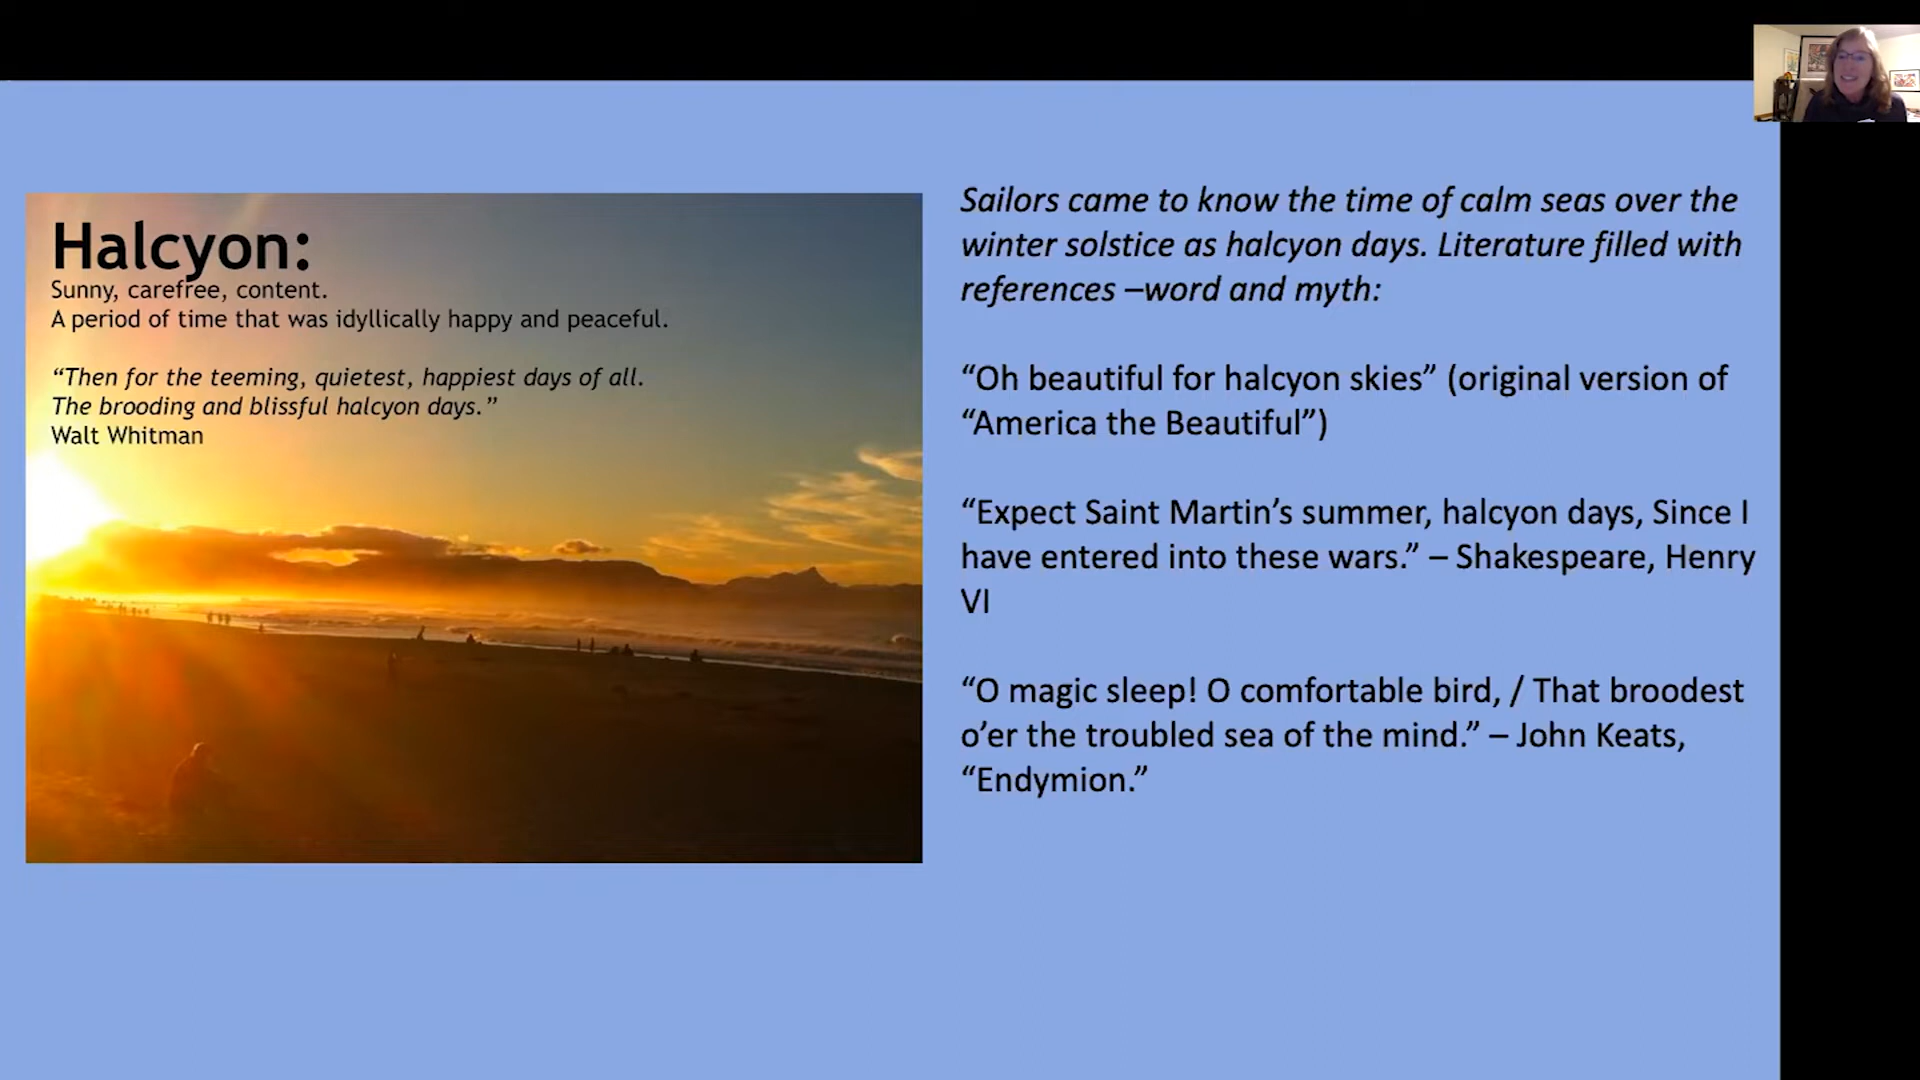 Halcyon:
Sunny, carefree, content.
A period of time that was idyllically happy and peaceful.
“Then for the teeming, quietest, happiest days of all.
The brooding and blissful halcyon days.”
Walt Whitman
Sailors came to know the time of calm seas over the
winter solstice as halcyon days. Literature filled with
references –word and myth:
“Oh beautiful for halcyon skies” (original version of
“America the Beautiful”)
“Expect Saint Martin’s summer, halcyon days, Since I
have entered into these wars.” – Shakespeare, Henry
VI
“O magic sleep! O comfortable bird, / That broodest
o’er the troubled sea of the mind.” – John Keats,
“Endymion.”